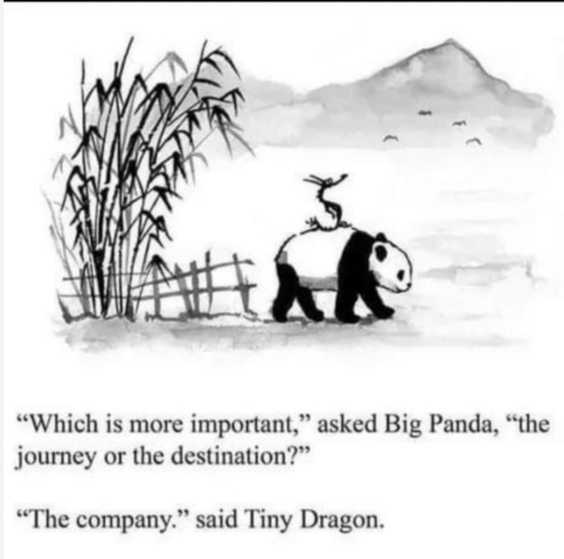 “Which is more important,” asked Big Panda, “the
journey or the destination?”
“The company.” said Tiny Dragon.